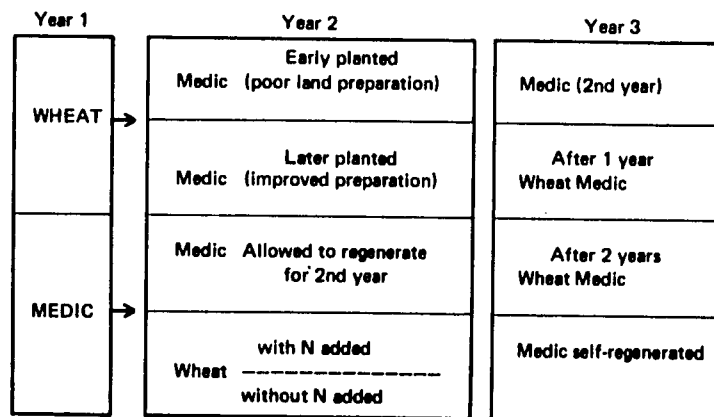 Year 1
Year 2
Year 3
WHEAT
MEDIC
Early planted
Medic (poor land preparation)
Later planted
Medic (improved preparation)
Medic Allowed to regenerate
for 2nd year
with N added
Wheat
without N added
Medic (2nd year)
After 1 year
Wheat Medic
After 2 years
Wheat Medic
Medic self-regenerated